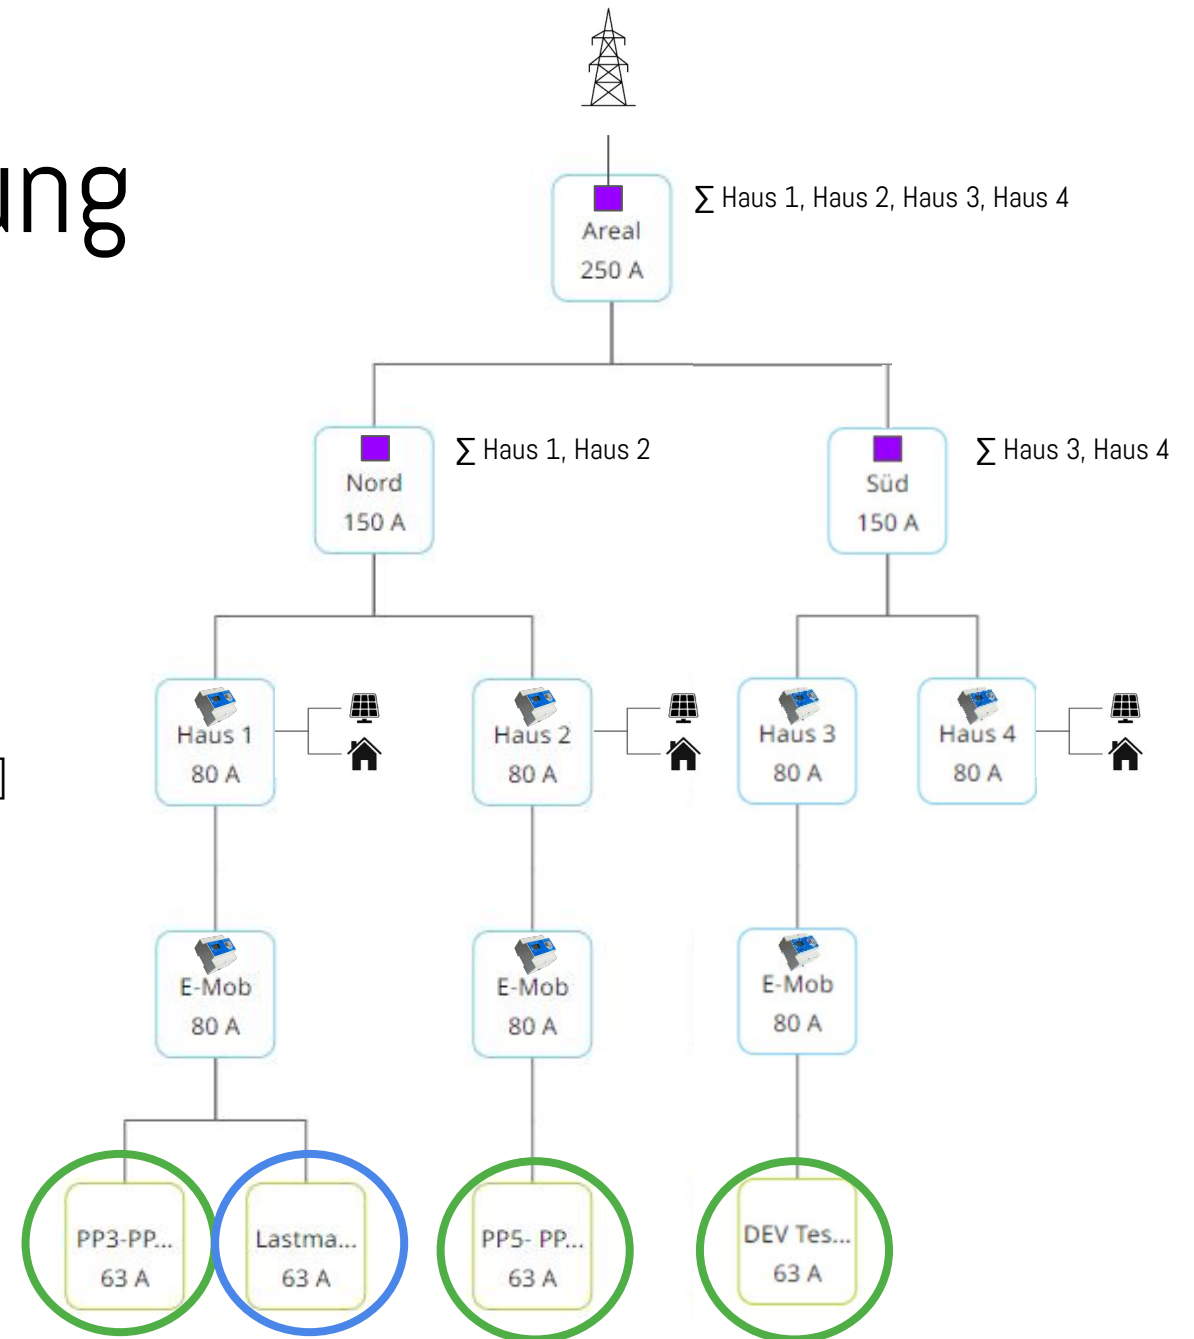 ung
∑ Haus 1, Haus 2, Haus 3, Haus 4
Areal
250 A
∑ Haus 1, Haus 2
∑ Haus 3, Haus 4
Nord
150 A
Süd
150 A
Haus 1
80 A
Haus 2
80 A
Haus 3
80 A
Haus 4
80 A
]
E-Mob
80 A
E-Mob
80 A
E-Mob
80 A
PP3-PP...
63 A
Lastma...
63 A
PP5- PP...
63 A
DEV Tes...
63 A